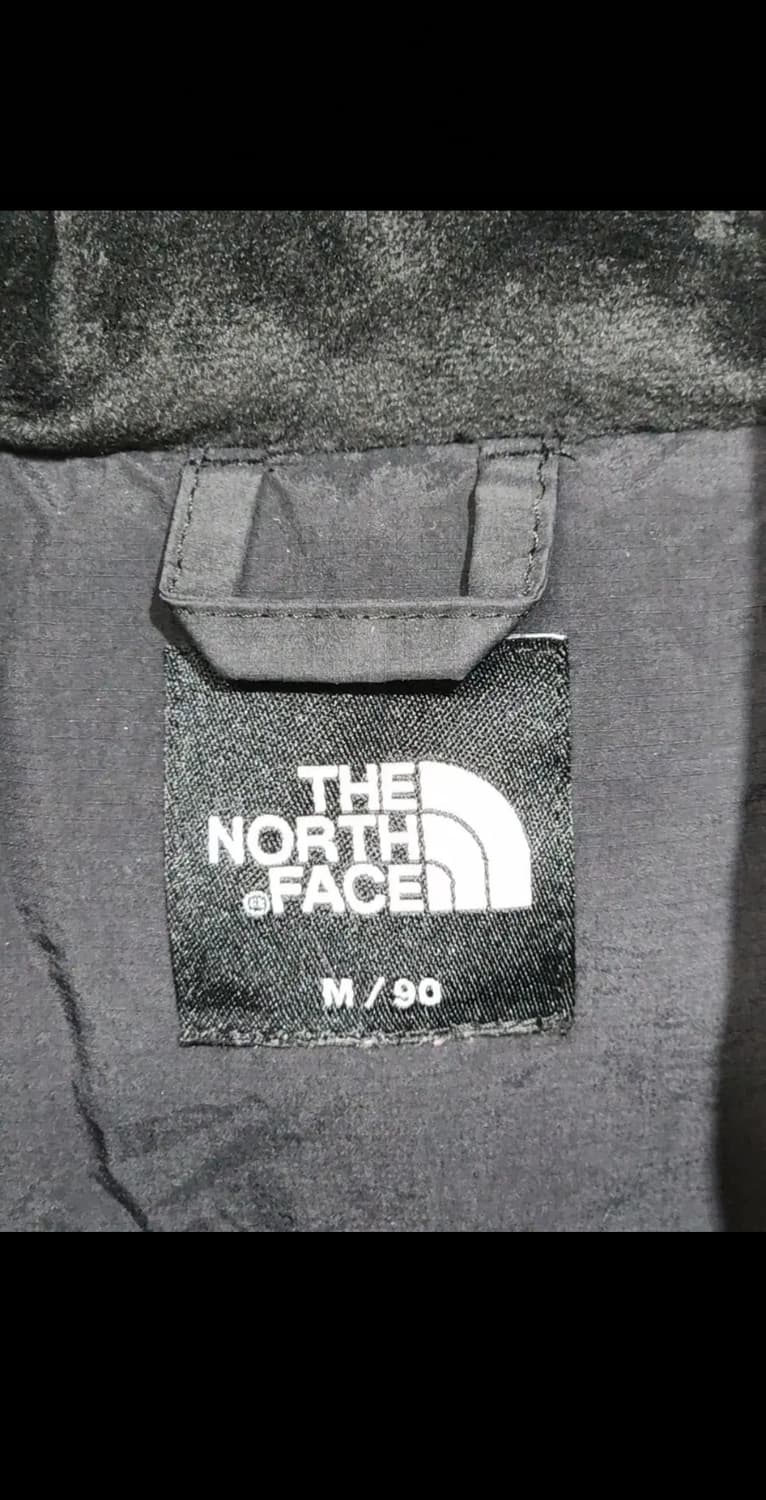 THE
NORTH
®FACE
M / 90